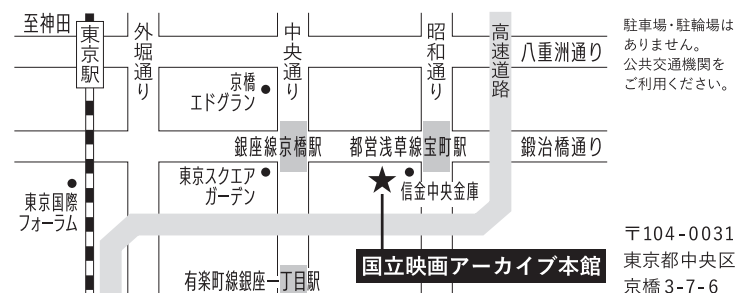 至神田
東京駅
外堀通り
中央通り
昭和通り
高速道路
八重洲通り
京橋
エドグラン
銀座線京橋駅
都営浅草線宝町駅
鍛治橋通り
東京スクエア
ガーデン
信金中央金庫
東京国際
フォーラム
国立映画アーカイブ本館
有楽町線銀座一丁目駅
駐車場・駐輪場は
ありません。
公共交通機関を
ご利用ください。
〒104-0031
東京都中央区
京橋3-7-6